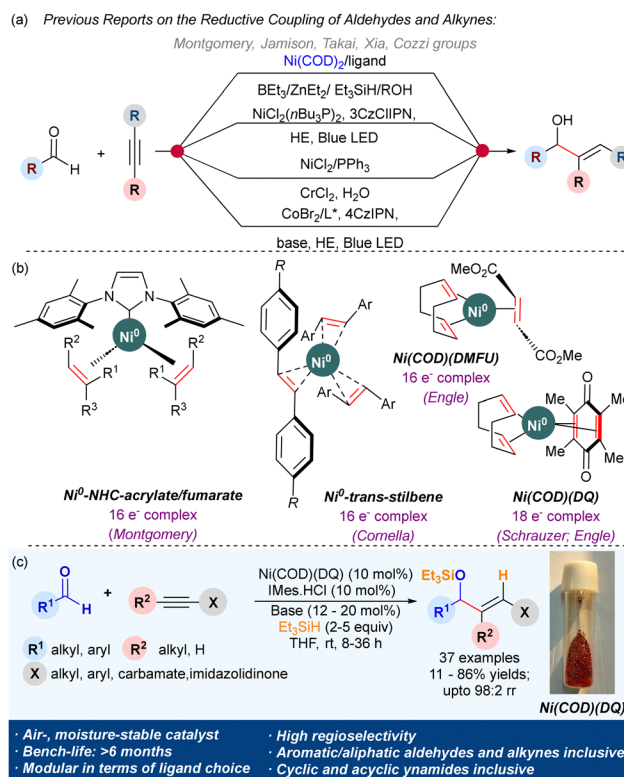 (a) Previous Reports on the Reductive Coupling of Aldehydes and Alkynes:
Montgomery, Jamison, Takai, Xia, Cozzi groups
Ni(COD)2/ligand
BEt3/ZnEt2/ Et3SiH/ROH
NiCl2(nBu3P)2, 3CzClIPN,
HE, Blue LED
NiCl2/PPh3
CrCl2, H2O
CoBr2/L*, 4CzIPN,
base, HE, Blue LED
R
O
H
+
R
R
OH
R
R
R
(b)
Ni0
R2
R1
R3
R2
R1
R3
Ni0-NHC-acrylate/fumarate
16 e- complex
(Montgomery)
R
Ar
Ar
Ni0
Ar
Ar
R
Ni0-trans-stilbene
16 e- complex
(Cornella)
MeO2C
Ni0
CO2Me
Ni(COD)(DMFU)
16 e- complex
(Engle)
O
Me
Me
Ni0
Me
Me
O
Ni(COD)(DQ)
18 e- complex
(Schrauzer; Engle)
(c)
O
R1
H
+
R2
X
Ni(COD)(DQ) (10 mol%)
IMes.HCl (10 mol%)
Base (12 - 20 mol%)
Et3SiH (2-5 equiv)
THF, rt, 8-36 h
Et3SiO
H
R1
X
R2
R1 alkyl, aryl
R2 alkyl, H
X alkyl, aryl, carbamate,imidazolidinone
37 examples
11 - 86% yields;
upto 98:2 rr
Ni(COD)(DQ)
· Air-, moisture-stable catalyst
· Bench-life: >6 months
· Modular in terms of ligand choice
· High regioselectivity
· Aromatic/aliphatic aldehydes and alkynes inclusive
· Cyclic and acyclic ynamides inclusive